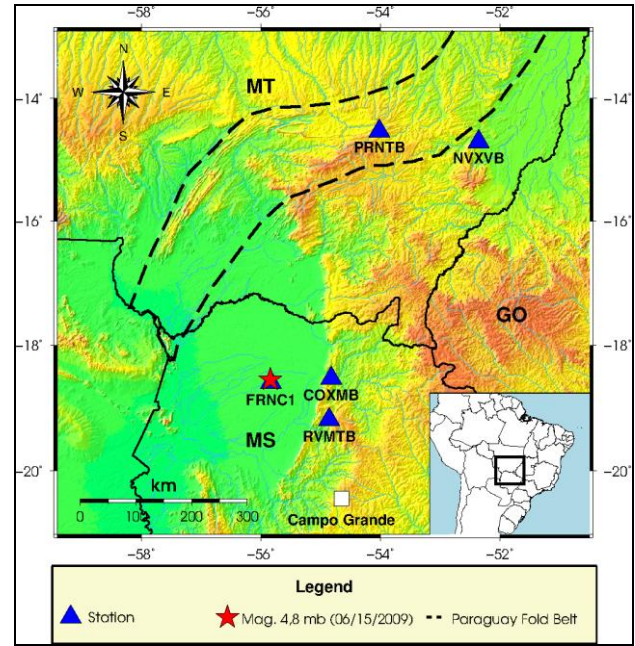 −58 −56 −54 −52
N
W E
S
MT
−14 −14
PRNTB
NVXVB
−16 −16
GO
−18 −18
FRNC1
COXMB
RVMTB
MS
−20 −20
km
0 100 200 300
Campo Grande
−58 −56 −54 −52
Legend
Station
Mag. 4,8 mb (06/15/2009)
Paraguay Fold Belt